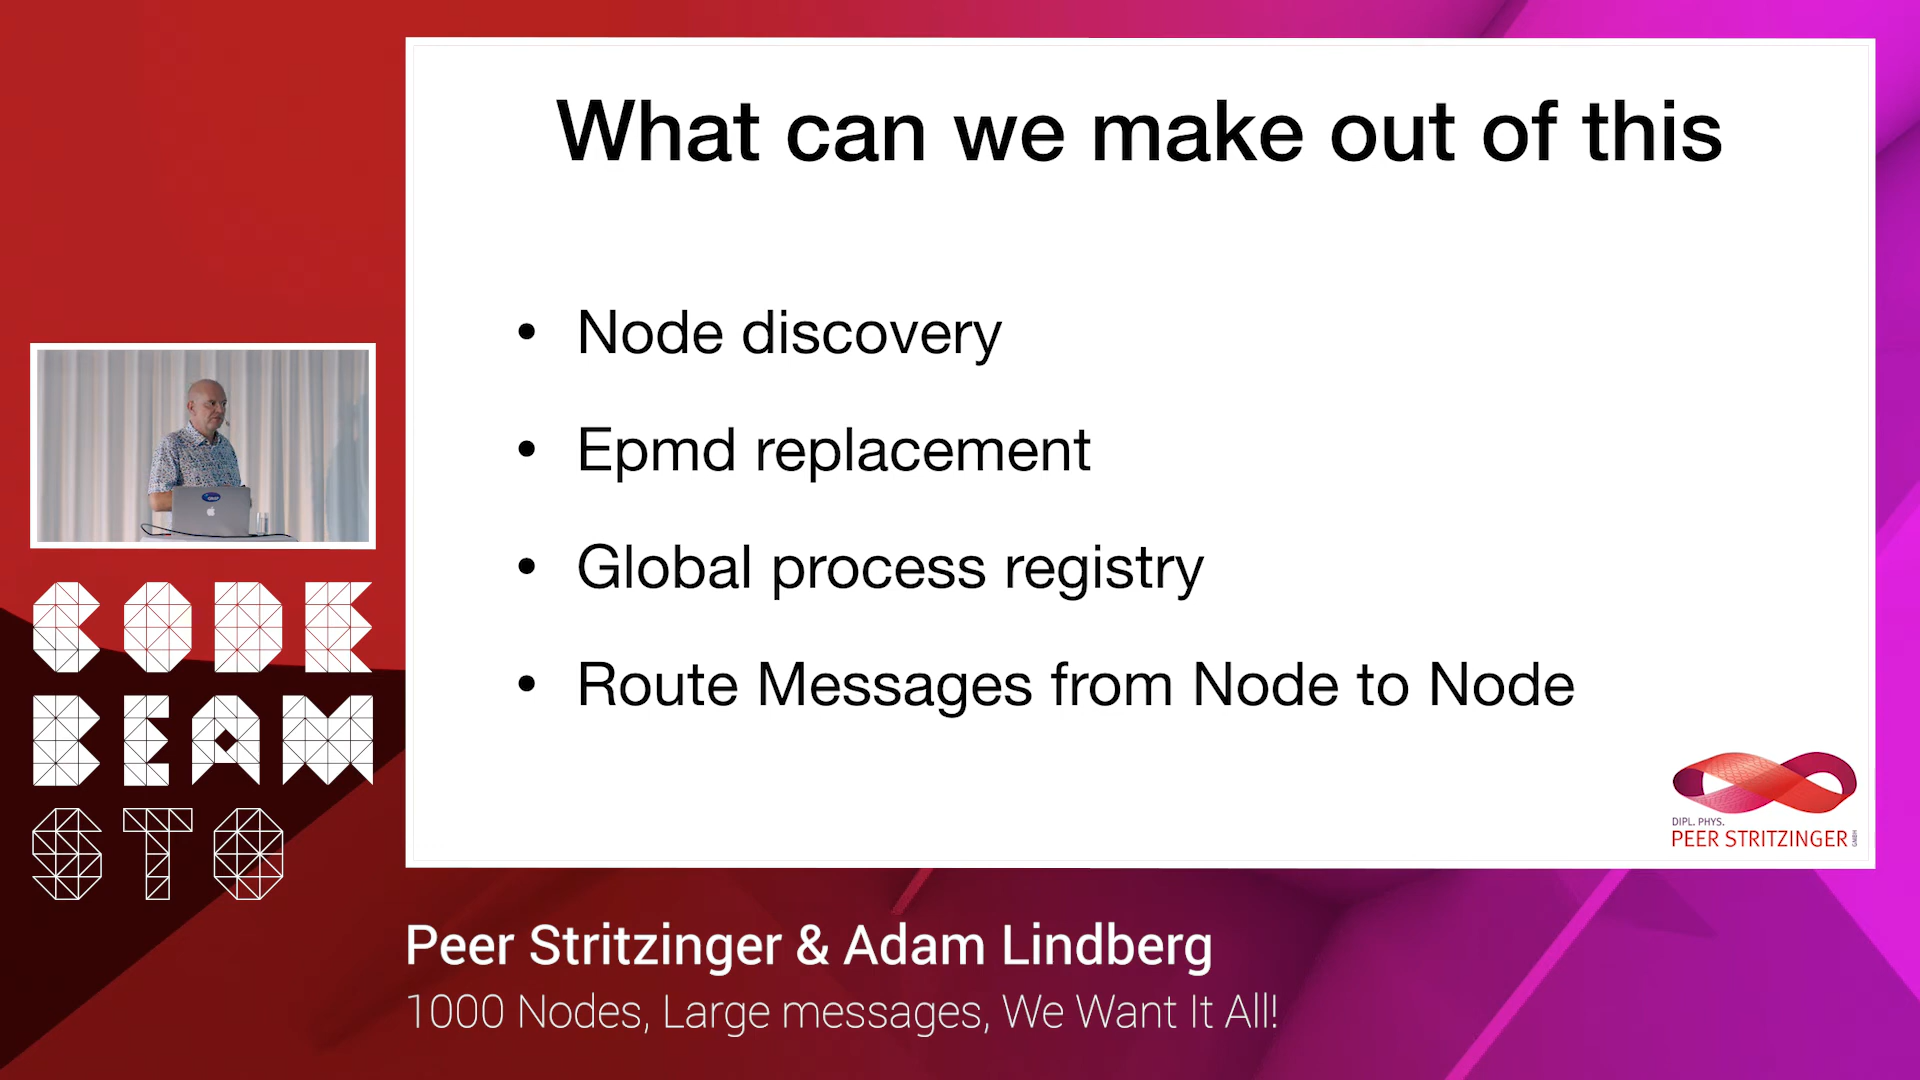 What can we make out of this
• Node discovery
• Epmd replacement
• Global process registry
• Route Messages from Node to Node
DIPL. PHYS.
PEER STRITZINGER GMBH
CODE
BEAM
STO
Peer Stritzinger & Adam Lindberg
1000 Nodes, Large messages, We Want It All!